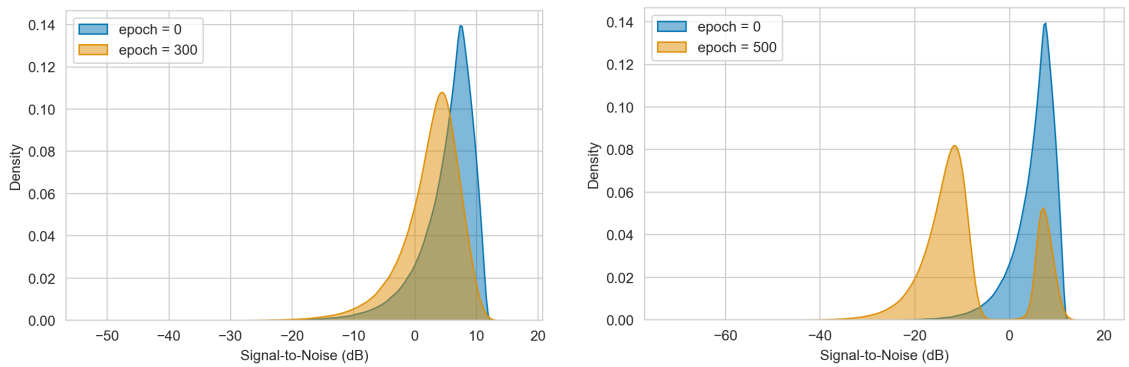 epoch = 0
epoch = 300
0.14
0.12
0.10
0.08
0.06
0.04
0.02
0.00
Density
−50 −40 −30 −20 −10 0 10 20
Signal-to-Noise (dB)
epoch = 0
epoch = 500
0.14
0.12
0.10
0.08
0.06
0.04
0.02
0.00
Density
−60 −40 −20 0 20
Signal-to-Noise (dB)